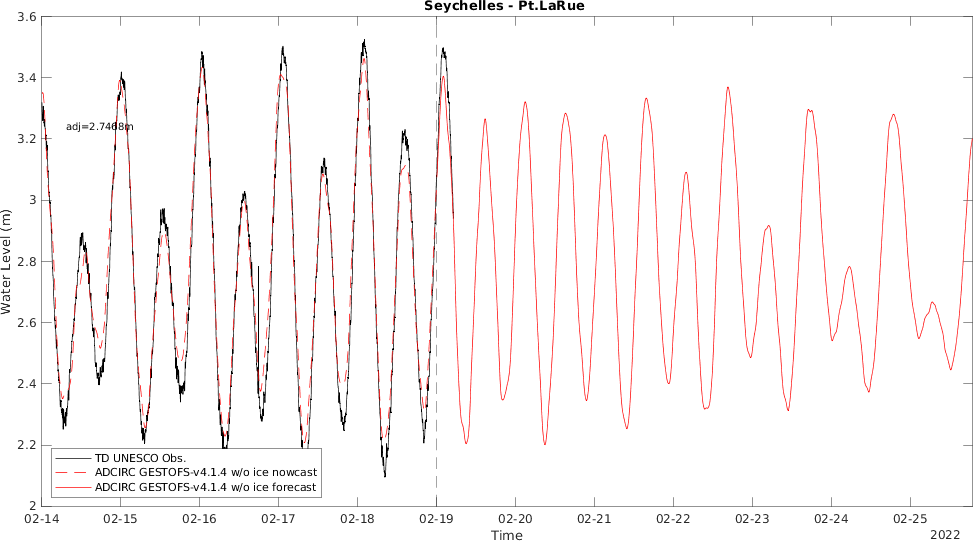 Seychelles - Pt.LaRue
3.6
3.4
3.2
3
2.8
2.6
2.4
2.2
2
Water Level (m)
adj=2.7468m
TD UNESCO Obs.
ADCIRC GESTOFS-v4.1.4 w/o ice nowcast
ADCIRC GESTOFS-v4.1.4 w/o ice forecast
02-14 02-15 02-16 02-17 02-18 02-19 02-20 02-21 02-22 02-23 02-24 02-25
Time
2022